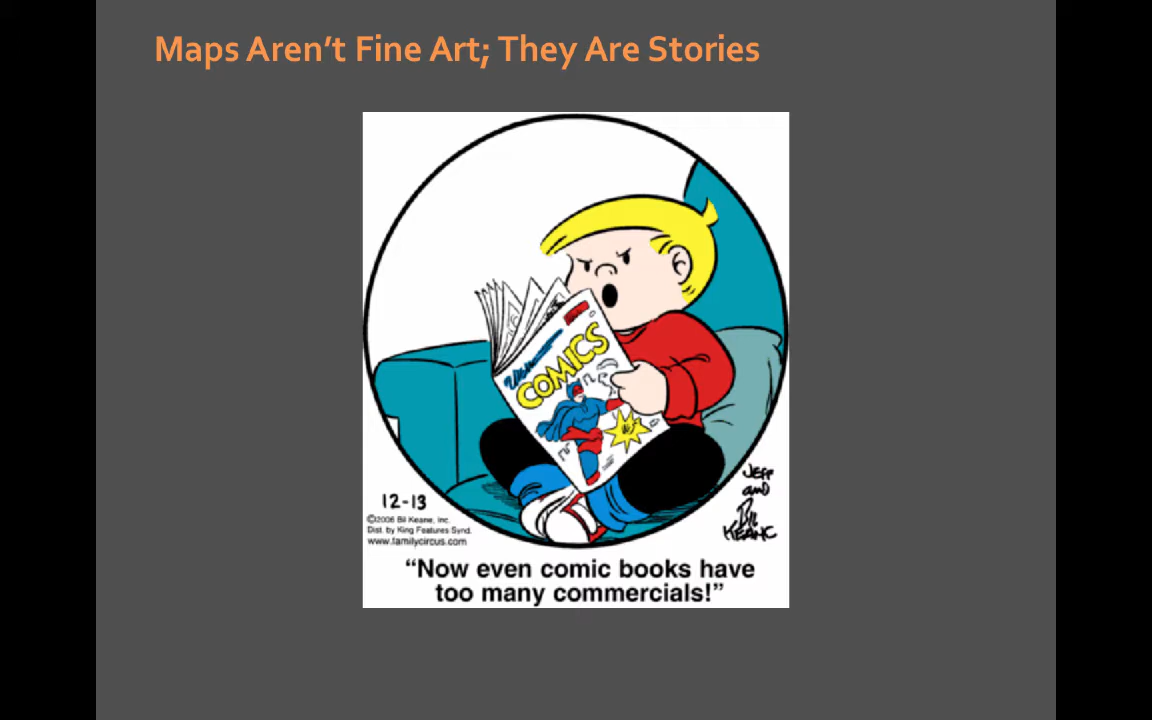 Maps Aren't Fine Art; They Are Stories
COMICS
12-13
©2006 Bil Keane, Inc.
Dist. by King Features Synd.
www.familycircus.com
JEFF
AND
BIL
KEANE
“Now even comic books have
too many commercials!”